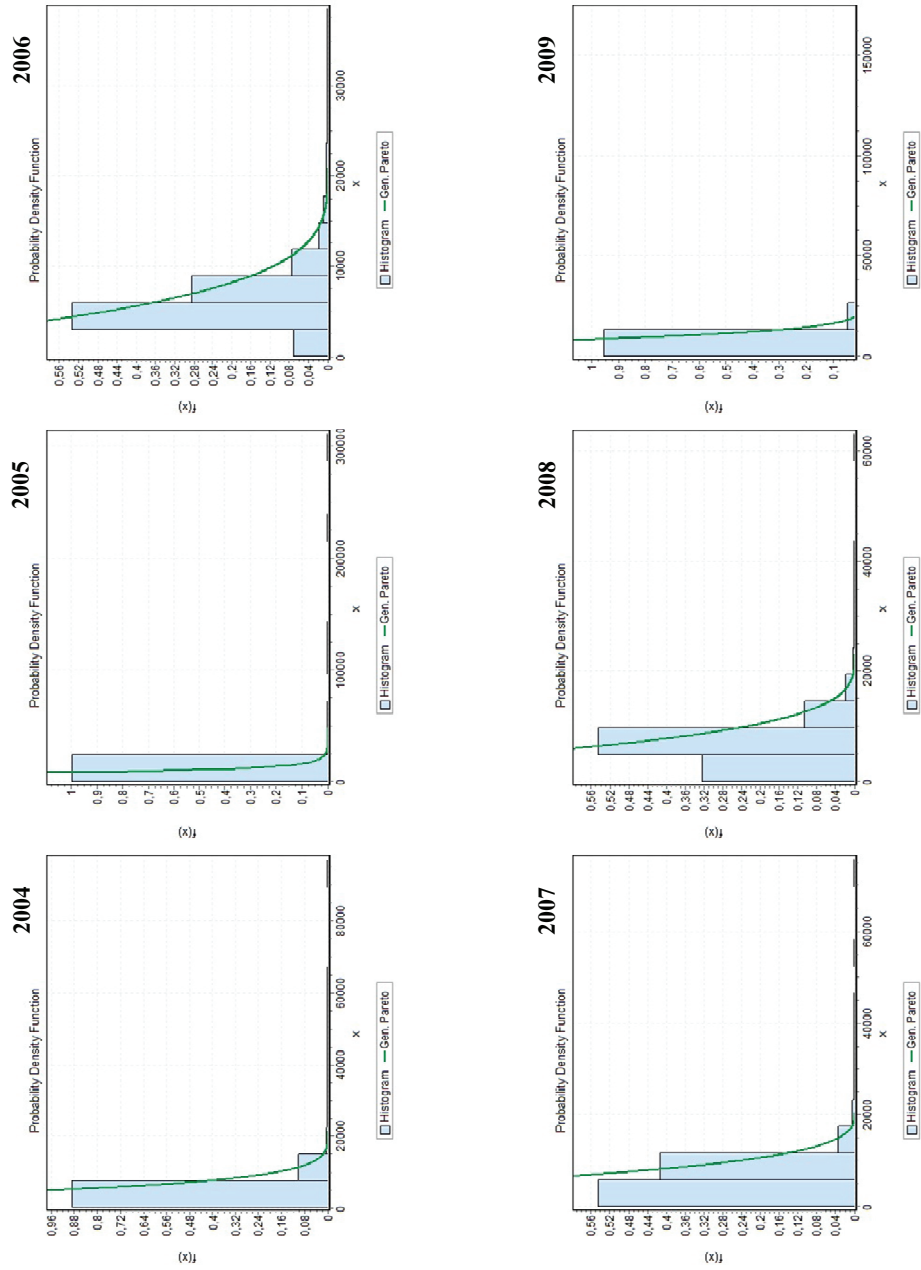 2004
Probability Density Function
f(x)
0,96
0,88
0,8
0,72
0,64
0,56
0,48
0,4
0,32
0,24
0,16
0,08
0
0 20000 40000 60000 80000
x
Histogram Gen. Pareto
2005
Probability Density Function
f(x)
1
0,9
0,8
0,7
0,6
0,5
0,4
0,3
0,2
0,1
0
0 100000 200000 300000
x
Histogram Gen. Pareto
2006
Probability Density Function
f(x)
0,56
0,52
0,48
0,44
0,4
0,36
0,32
0,28
0,24
0,2
0,16
0,12
0,08
0,04
0
0 10000 20000 30000
x
Histogram Gen. Pareto
2007
Probability Density Function
f(x)
0,56
0,52
0,48
0,44
0,4
0,36
0,32
0,28
0,24
0,2
0,16
0,12
0,08
0,04
0
0 20000 40000 60000
x
Histogram Gen. Pareto
2008
Probability Density Function
f(x)
0,56
0,52
0,48
0,44
0,4
0,36
0,32
0,28
0,24
0,2
0,16
0,12
0,08
0,04
0
0 20000 40000 60000
x
Histogram Gen. Pareto
2009
Probability Density Function
f(x)
1
0,9
0,8
0,7
0,6
0,5
0,4
0,3
0,2
0,1
0
0 50000 100000 150000
x
Histogram Gen. Pareto